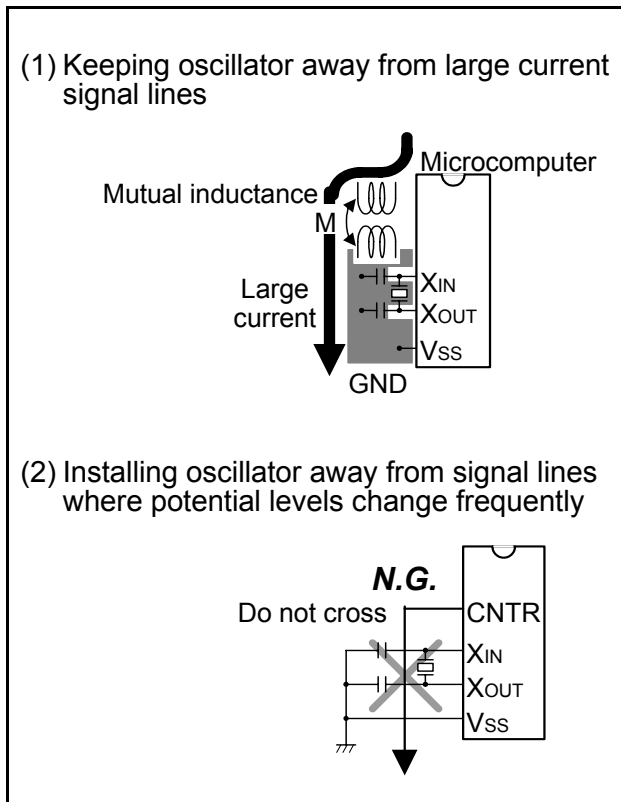 (1) Keeping oscillator away from large current
signal lines
Microcomputer
Mutual inductance
M
Large
current
XIN
XOUT
VSS
GND
(2) Installing oscillator away from signal lines
where potential levels change frequently
N.G.
Do not cross
CNTR
XIN
XOUT
VSS